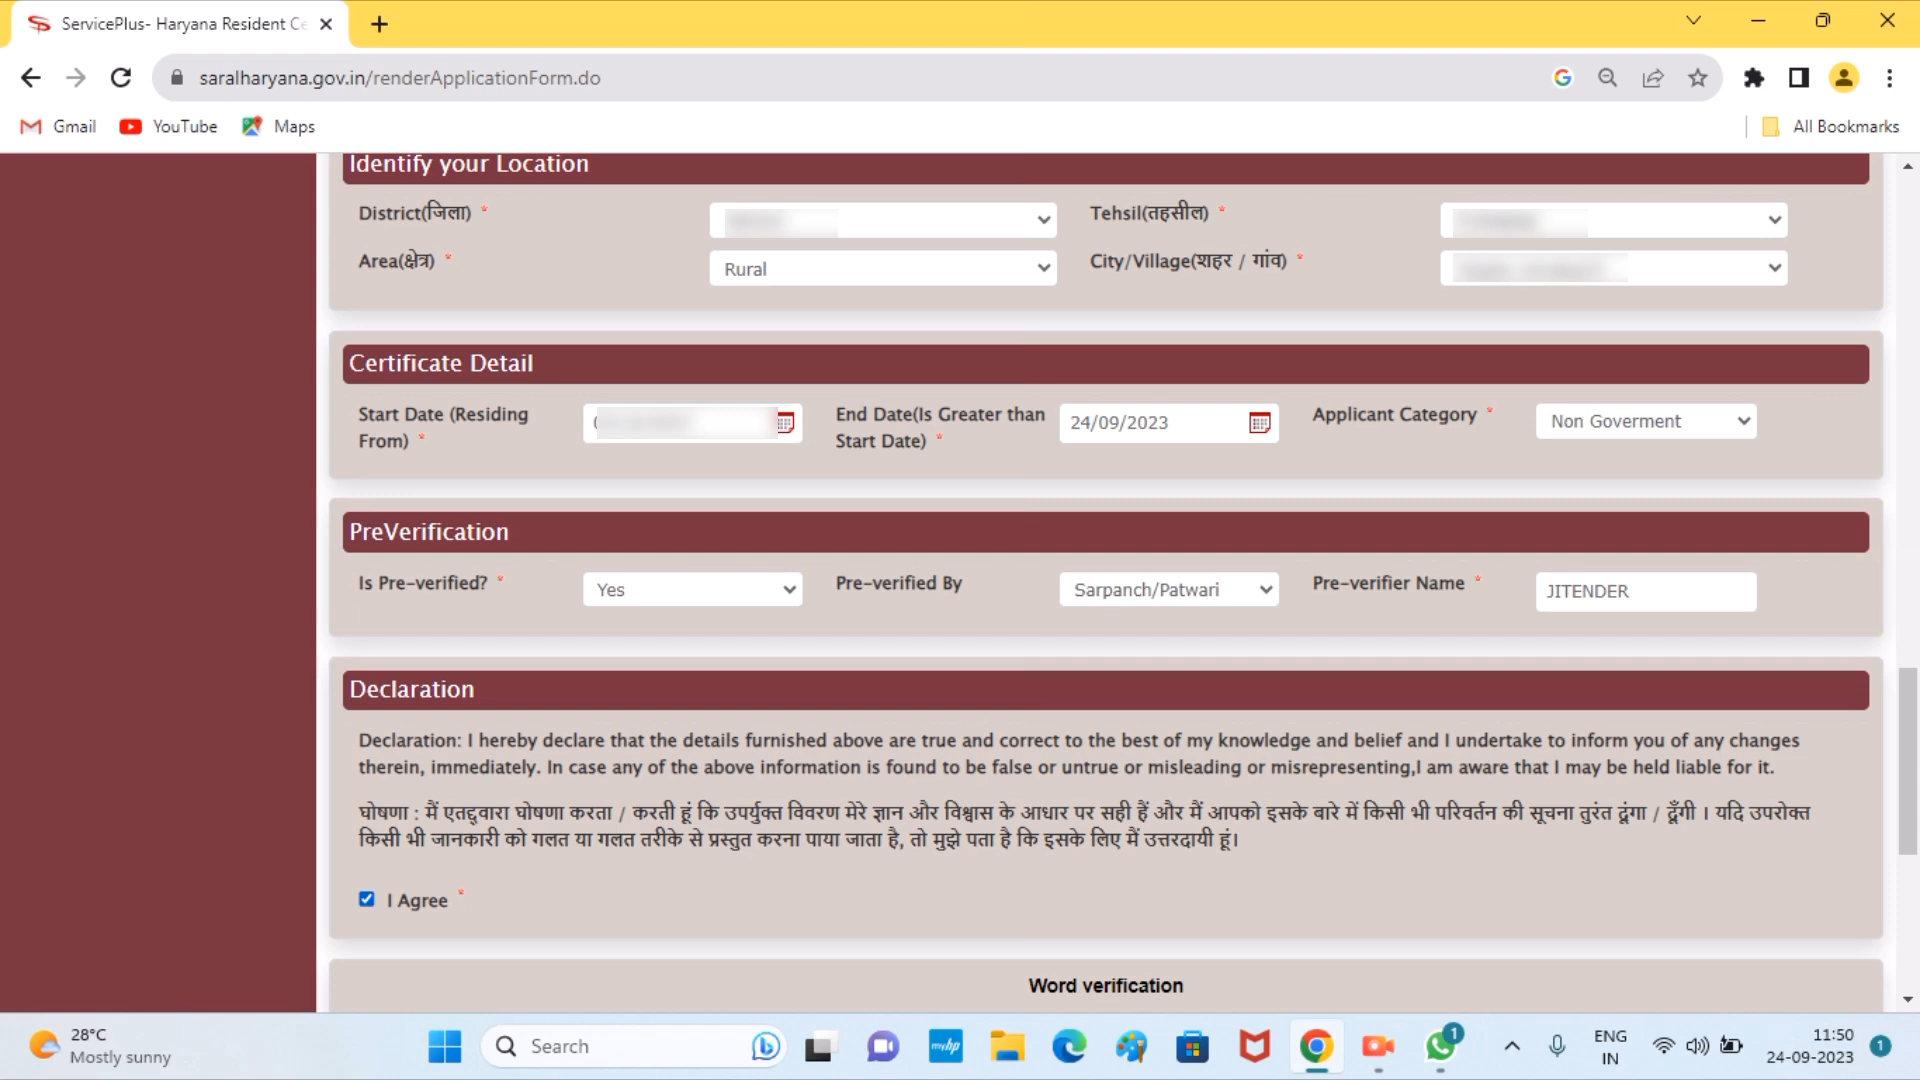 ServicePlus- Haryana Resident Ce
saralharyana.gov.in/renderApplicationForm.do
Gmail YouTube Maps All Bookmarks
Identify your Location
District(जिला) * Tehsil(तहसील) *
Area(क्षेत्र) * Rural City/Village(शहर / गांव) *
Certificate Detail
Start Date (Residing From) * End Date(Is Greater than Start Date) * 24/09/2023 Applicant Category * Non Goverment
PreVerification
Is Pre-verified? * Yes Pre-verified By Sarpanch/Patwari Pre-verifier Name * JITENDER
Declaration
Declaration: I hereby declare that the details furnished above are true and correct to the best of my knowledge and belief and I undertake to inform you of any changes
therein, immediately. In case any of the above information is found to be false or untrue or misleading or misrepresenting,I am aware that I may be held liable for it.
घोषणा : मैं एतद्द्वारा घोषणा करता / करती हूं कि उपर्युक्त विवरण मेरे ज्ञान और विश्वास के आधार पर सही हैं और मैं आपको इसके बारे में किसी भी परिवर्तन की सूचना तुरंत दूंगा / दूँगी । यदि उपरोक्त
किसी भी जानकारी को गलत या गलत तरीके से प्रस्तुत करना पाया जाता है, तो मुझे पता है कि इसके लिए मैं उत्तरदायी हूं।
I Agree *
Word verification
28°C
Mostly sunny
Search
myhp
1
ENG
IN
11:50
24-09-2023
1